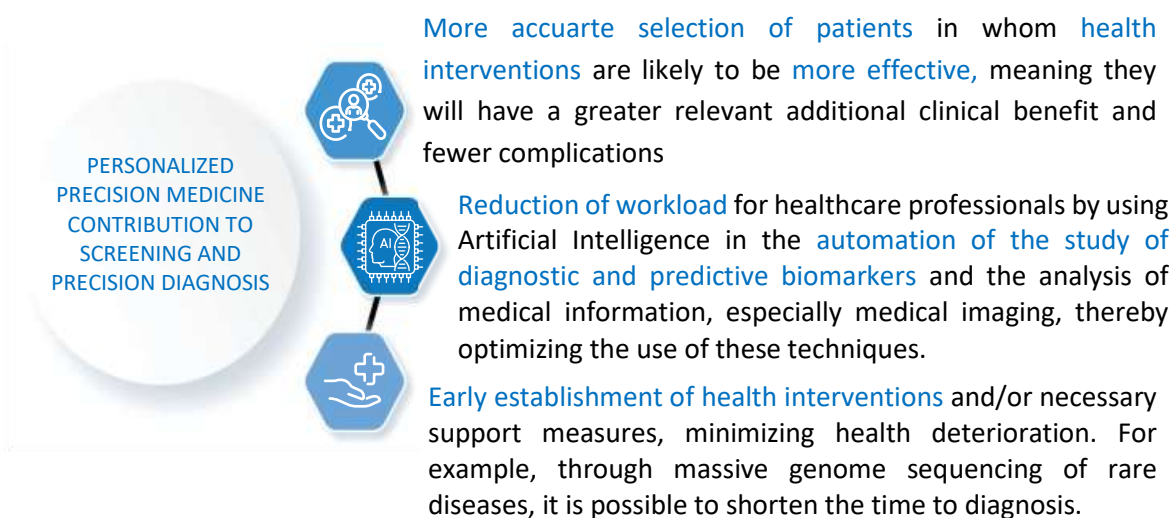 PERSONALIZED
PRECISION MEDICINE
CONTRIBUTION TO
SCREENING AND
PRECISION DIAGNOSIS
More accuarte selection of patients in whom health
interventions are likely to be more effective, meaning they
will have a greater relevant additional clinical benefit and
fewer complications
AI
Reduction of workload for healthcare professionals by using
Artificial Intelligence in the automation of the study of
diagnostic and predictive biomarkers and the analysis of
medical information, especially medical imaging, thereby
optimizing the use of these techniques.
Early establishment of health interventions and/or necessary
support measures, minimizing health deterioration. For
example, through massive genome sequencing of rare
diseases, it is possible to shorten the time to diagnosis.